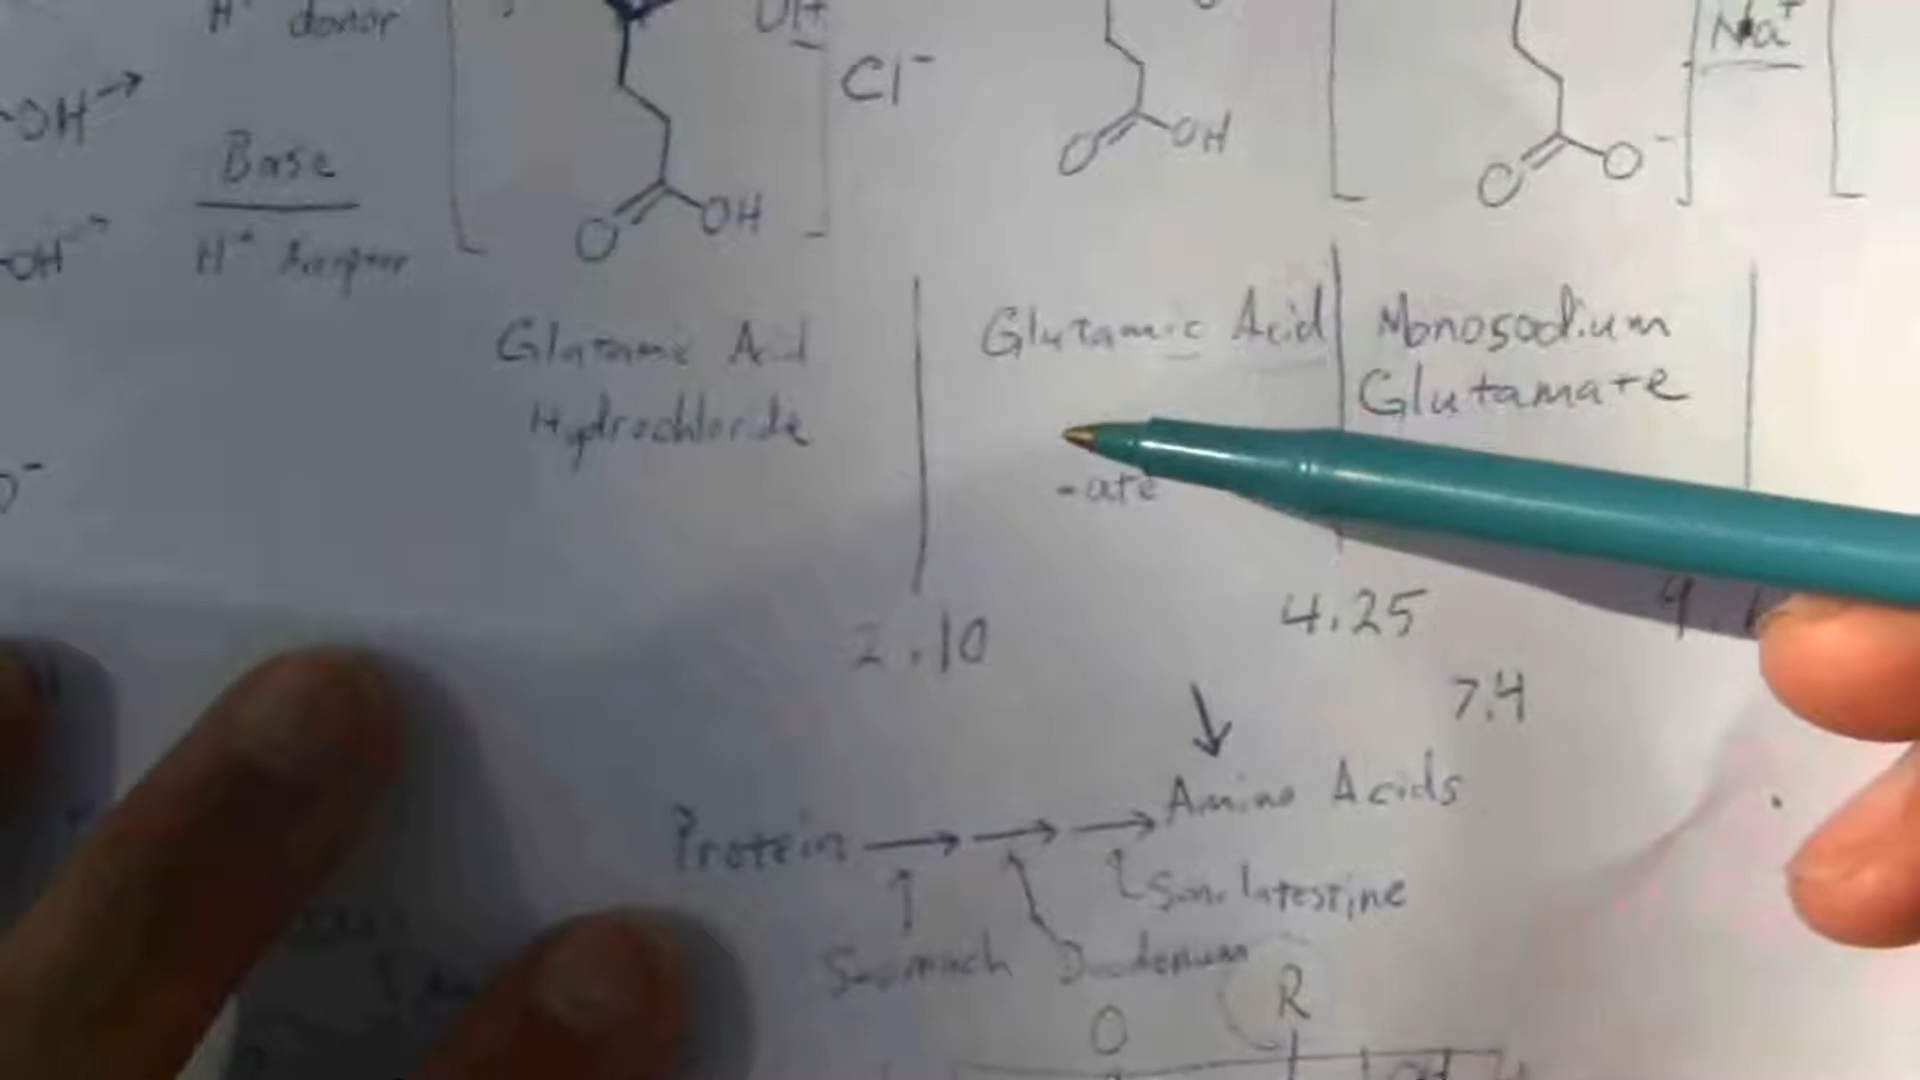 H+ donor
OH
Cl-
Na+
OH
Base
H+ Acceptor
OH
O
OH
O
OH
O
O-
Glutamic Acid
Hydrochloride
Glutamic Acid
-ate
Monosodium
Glutamate
O-
2.10
4.25
7.4
Protein
Amino Acids
Stomach
Duodenum
Sm. Intestine
O
R